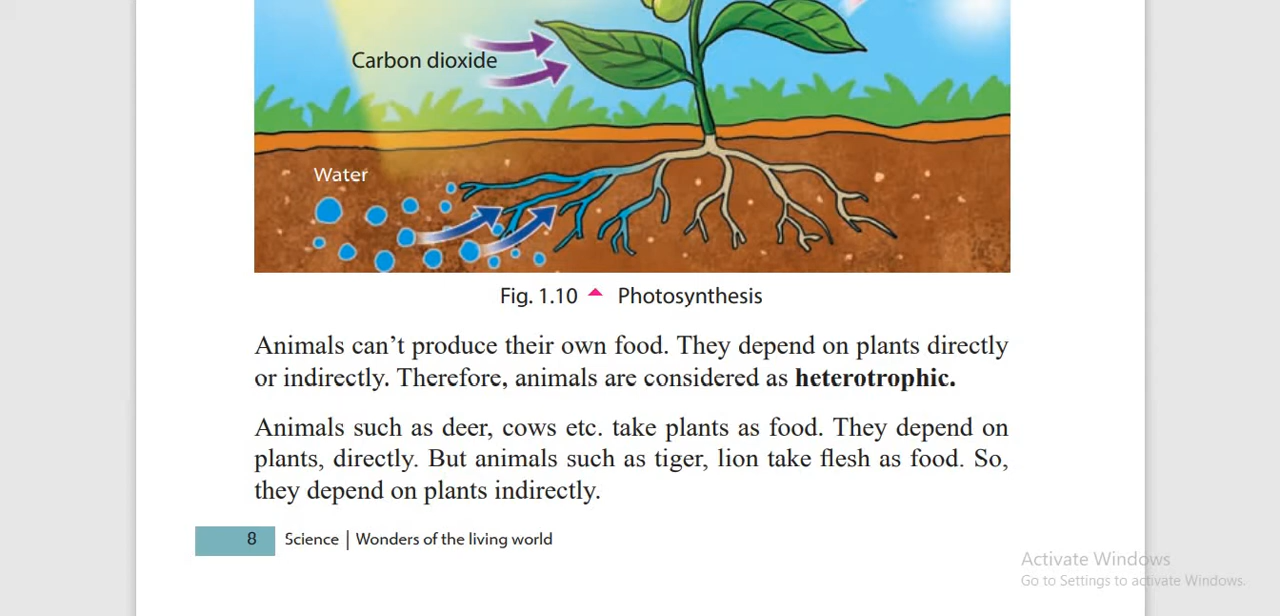 Carbon dioxide
Water
Fig. 1.10 ▲ Photosynthesis
Animals can’t produce their own food. They depend on plants directly
or indirectly. Therefore, animals are considered as heterotrophic.
Animals such as deer, cows etc. take plants as food. They depend on
plants, directly. But animals such as tiger, lion take flesh as food. So,
they depend on plants indirectly.
8 Science | Wonders of the living world
Activate Windows
Go to Settings to activate Windows.